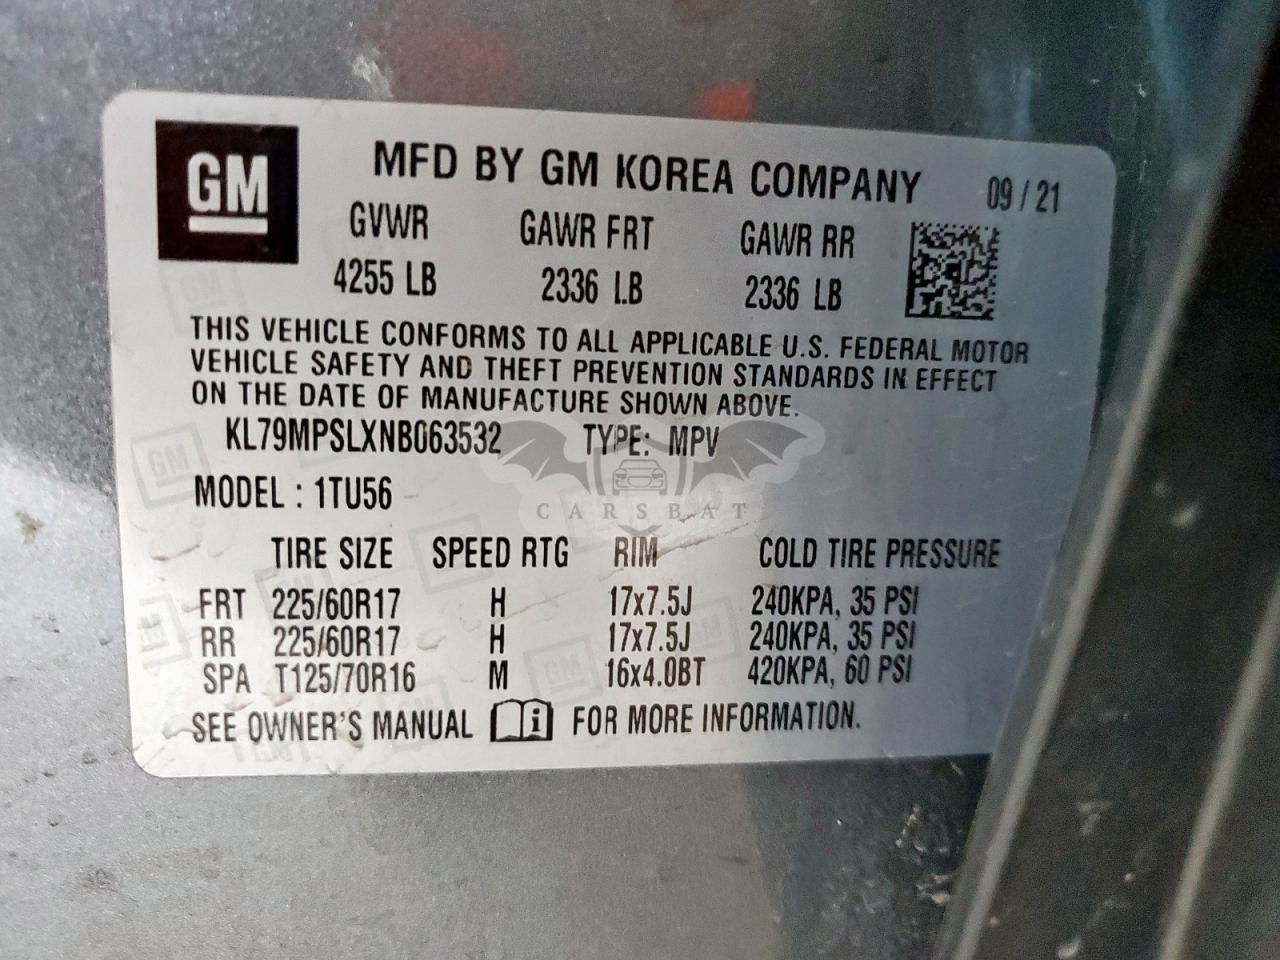 GM
MFD BY GM KOREA COMPANY 09 / 21
GVWR GAWR FRT GAWR RR
4255 LB 2336 LB 2336 LB
THIS VEHICLE CONFORMS TO ALL APPLICABLE U.S. FEDERAL MOTOR
VEHICLE SAFETY AND THEFT PREVENTION STANDARDS IN EFFECT
ON THE DATE OF MANUFACTURE SHOWN ABOVE.
KL79MPSLXNB063532 TYPE: MPV
MODEL : 1TU56
CARSBAT
TIRE SIZE SPEED RTG RIM COLD TIRE PRESSURE
FRT 225/60R17 H 17x7.5J 240KPA, 35 PSI
RR 225/60R17 H 17x7.5J 240KPA, 35 PSI
SPA T125/70R16 M 16x4.0BT 420KPA, 60 PSI
SEE OWNER'S MANUAL i FOR MORE INFORMATION.